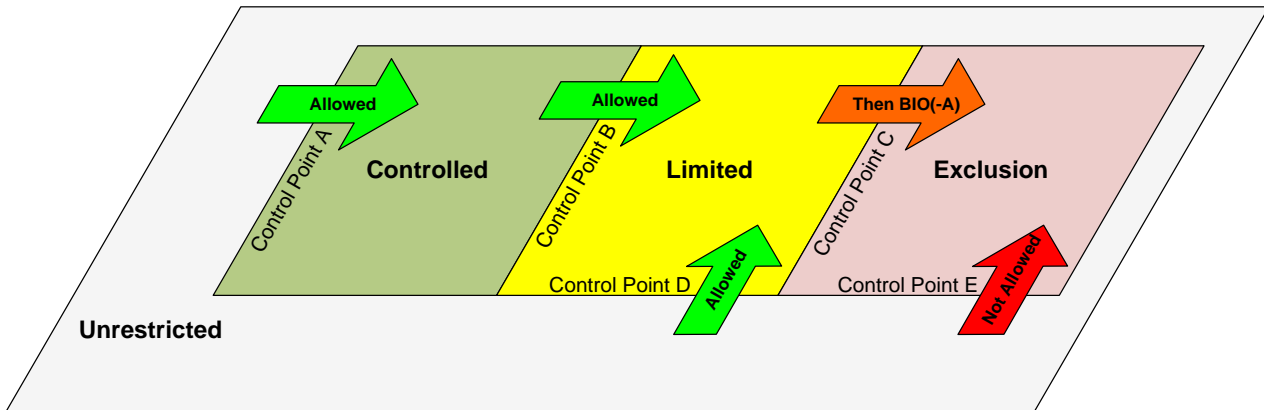 Allowed
Allowed
Then BIO(-A)
Control Point A
Controlled
Control Point B
Limited
Control Point C
Exclusion
Control Point D
Allowed
Control Point E
Not Allowed
Unrestricted